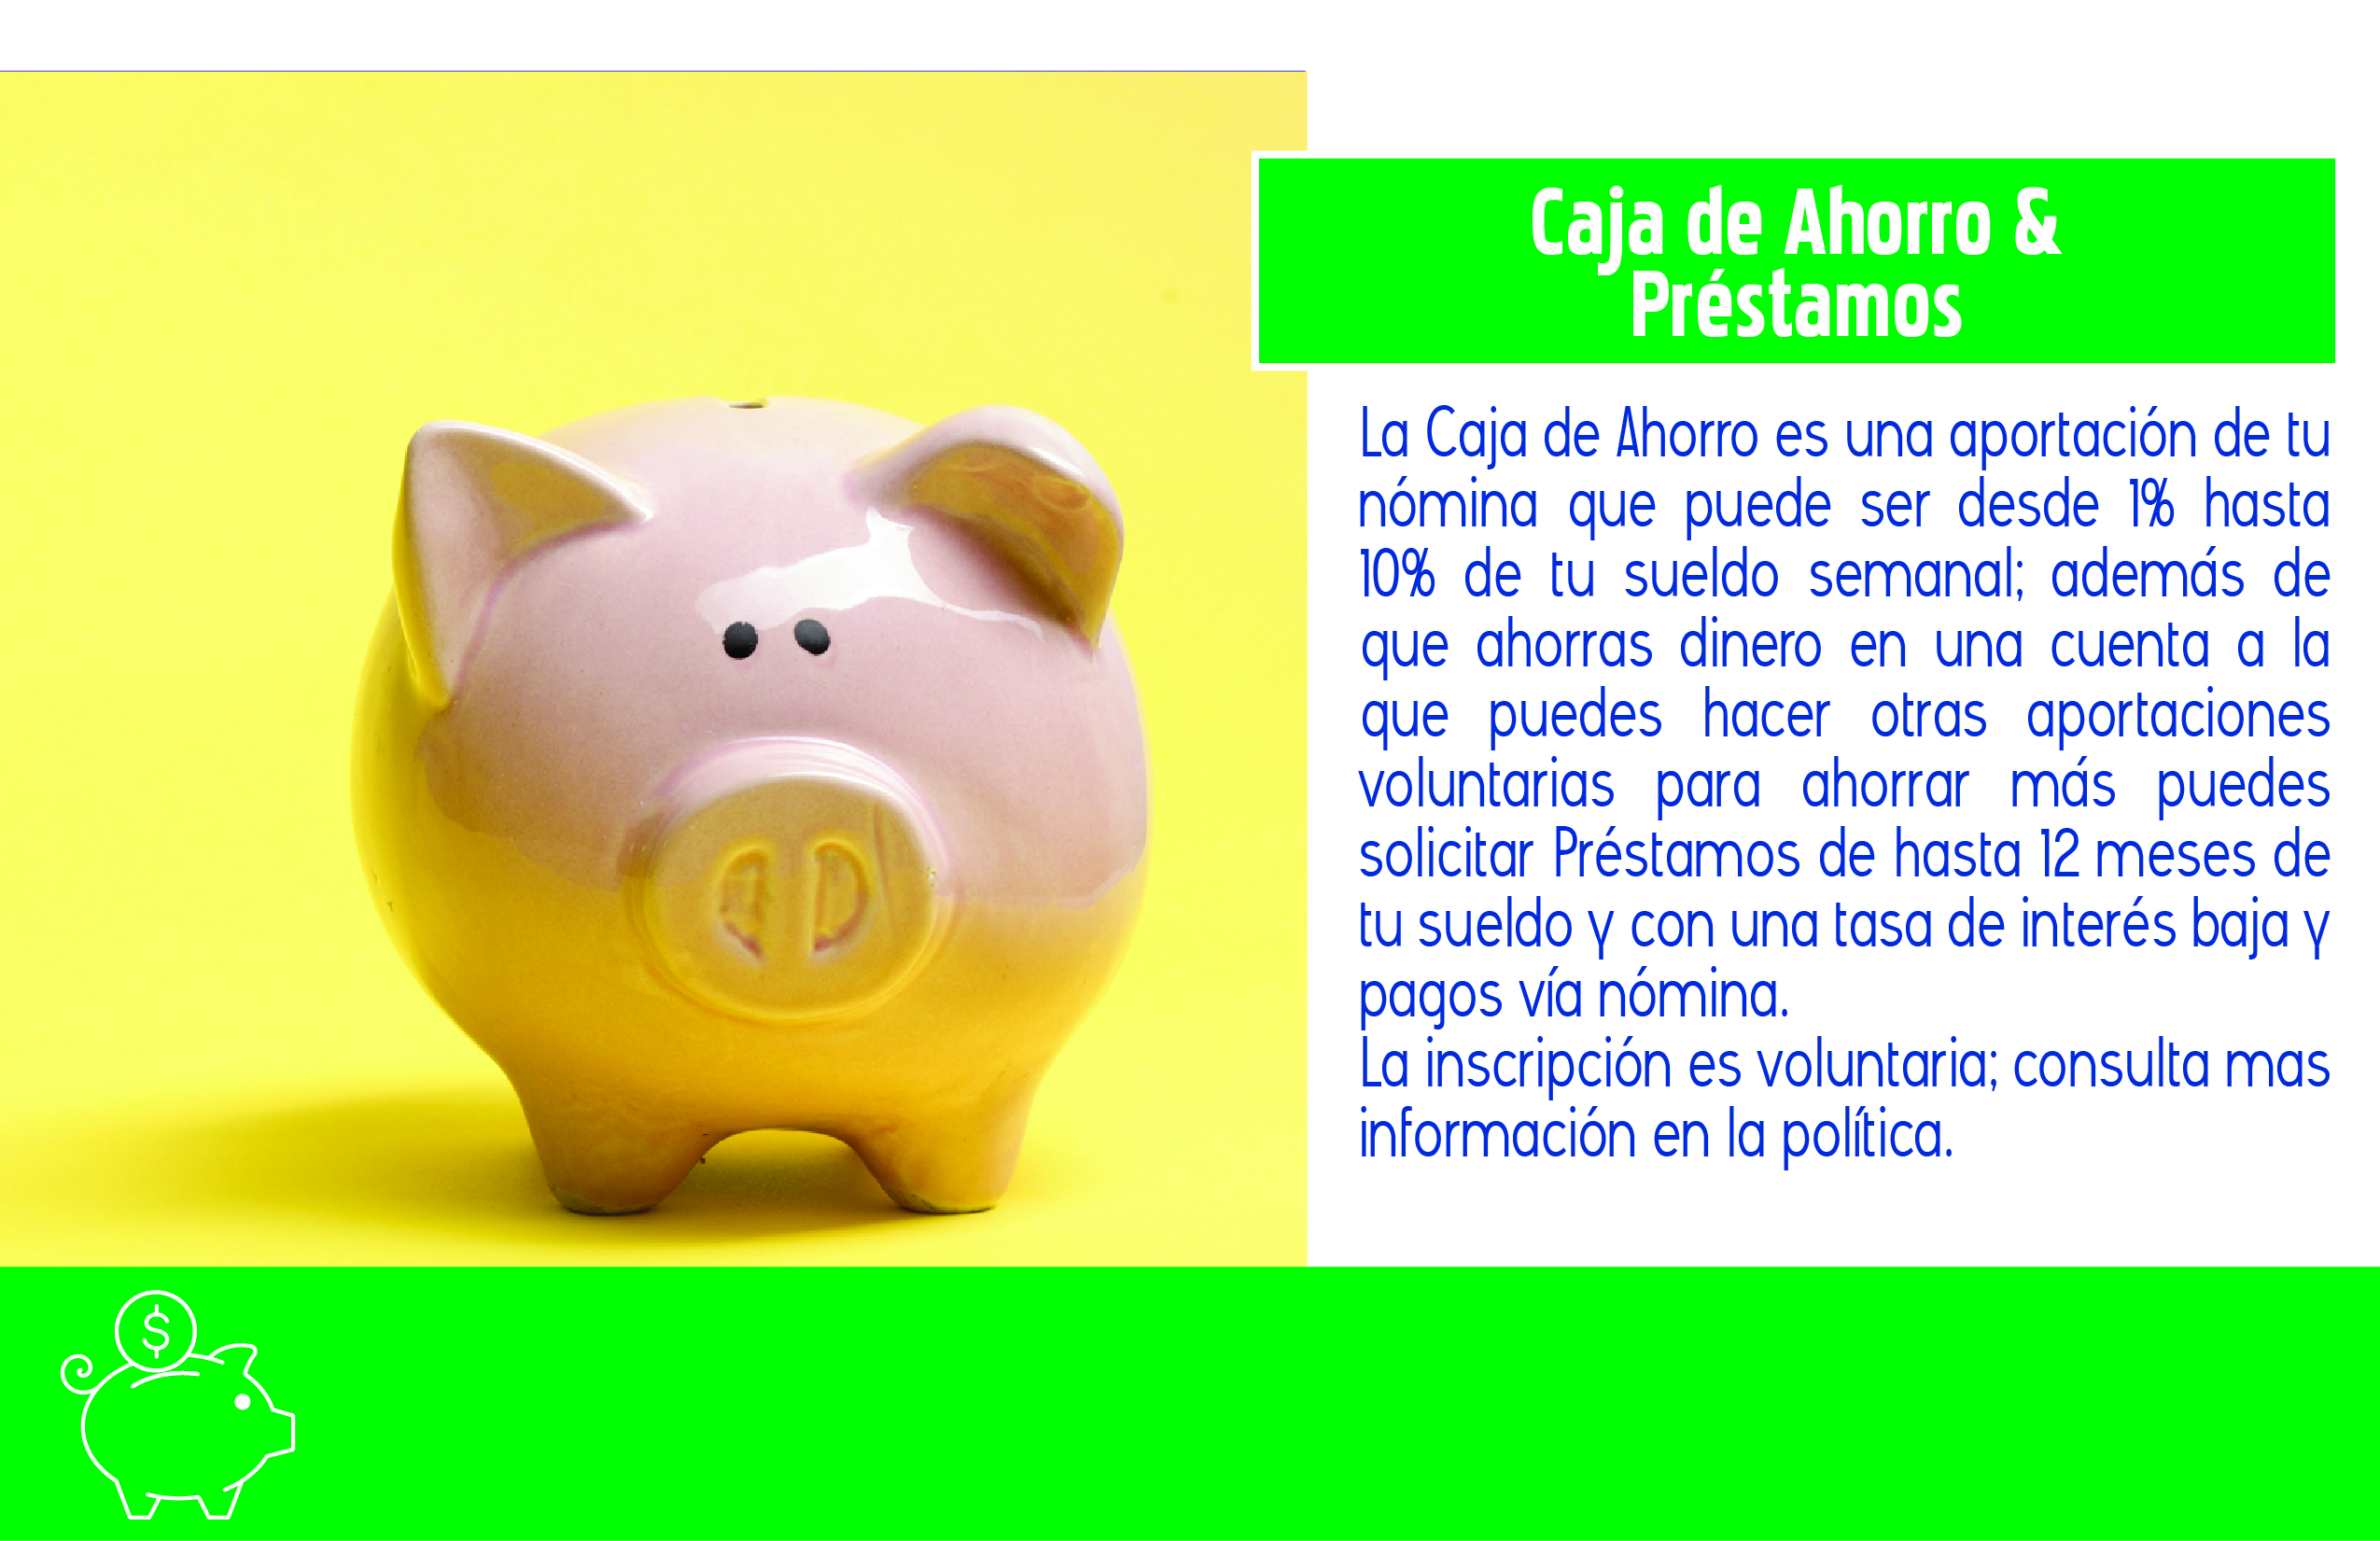 Caja de Ahorro &
Préstamos
La Caja de Ahorro es una aportación de tu
nómina que puede ser desde 1% hasta
10% de tu sueldo semanal; además de
que ahorras dinero en una cuenta a la
que puedes hacer otras aportaciones
voluntarias para ahorrar más puedes
solicitar Préstamos de hasta 12 meses de
tu sueldo y con una tasa de interés baja y
pagos vía nómina.
La inscripción es voluntaria; consulta mas
información en la política.
$